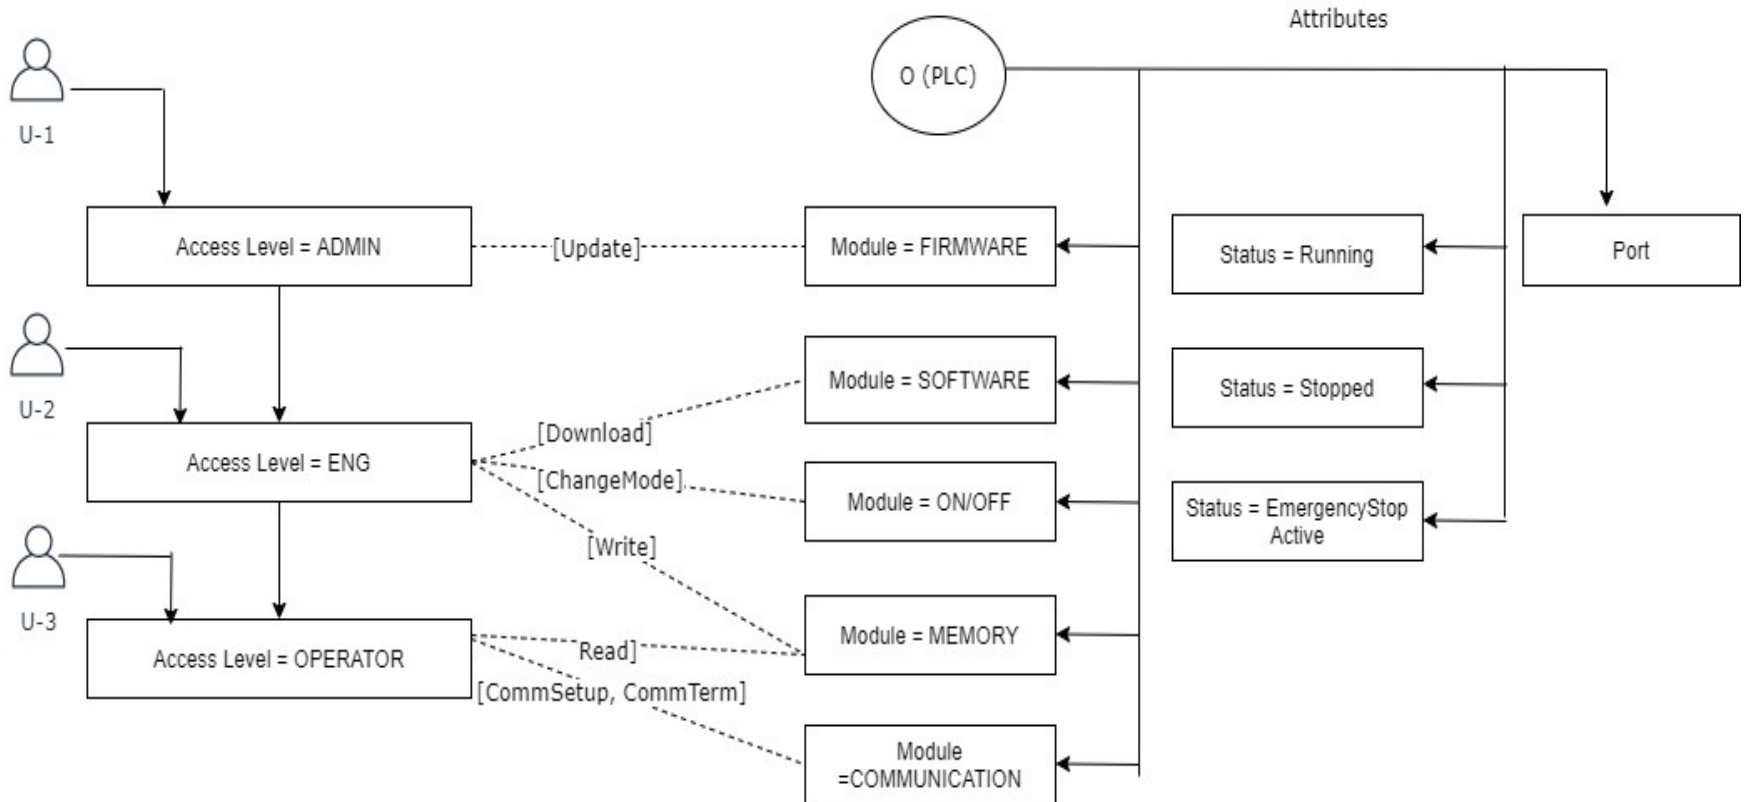 Attributes
O (PLC)
U-1
Access Level = ADMIN
[Update]
Module = FIRMWARE
Status = Running
Port
U-2
Module = SOFTWARE
Status = Stopped
[Download]
Access Level = ENG
[ChangeMode]
Module = ON/OFF
Status = EmergencyStop
Active
[Write]
U-3
Access Level = OPERATOR
Read]
Module = MEMORY
[CommSetup, CommTerm]
Module
=COMMUNICATION